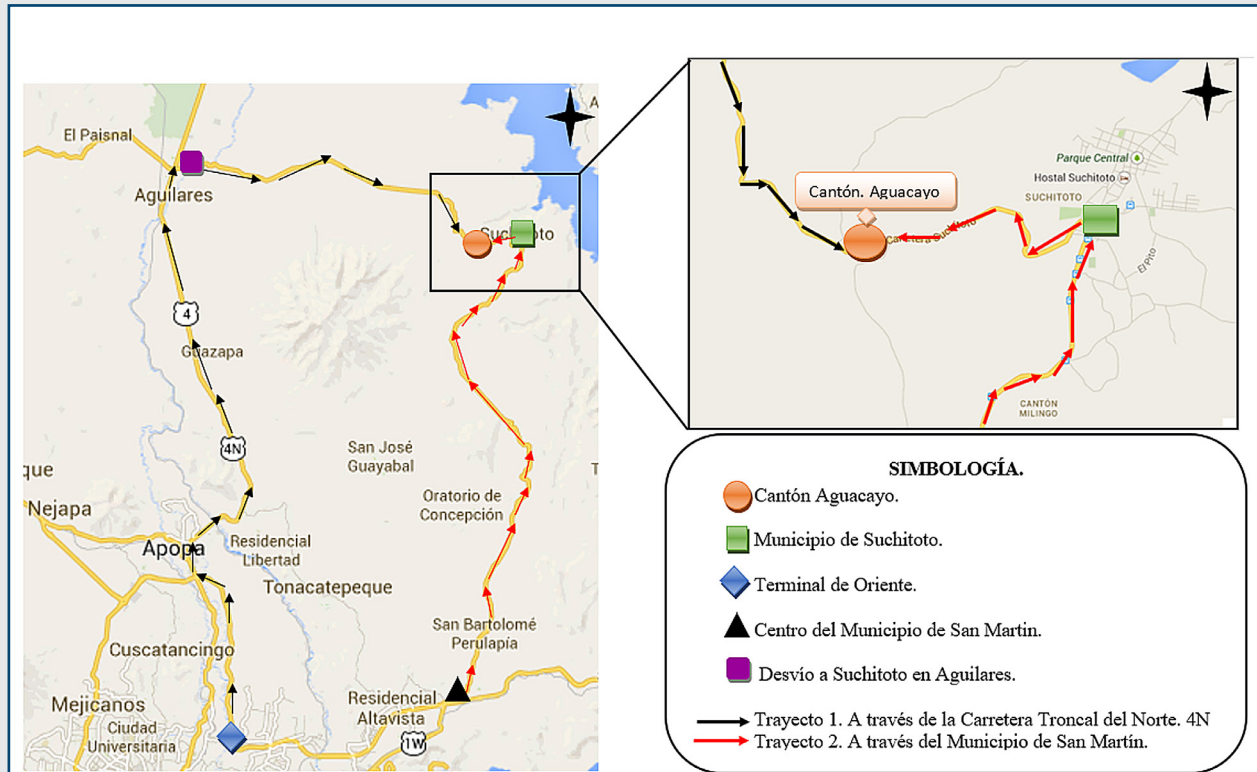 El Paisnal
Aguilares
Suchitoto
4
Guazapa
4N
San José
Guayabal
que
Nejapa
Oratorio de
Concepción
Apopa
Residencial
Libertad
Tonacatepeque
San Bartolomé
Perulapía
Cuscatancingo
Mejicanos
Ciudad
Universitaria
Residencial
Altavista
1W
A
T
Parque Central
Hostal Suchitoto
SUCHITOTO
Cantón. Aguacayo
Carretera Suchitoto
El Pito
CANTÓN
MILINGO
SIMBOLOGÍA.
Cantón Aguacayo.
Municipio de Suchitoto.
Terminal de Oriente.
Centro del Municipio de San Martin.
Desvío a Suchitoto en Aguilares.
Trayecto 1. A través de la Carretera Troncal del Norte. 4N
Trayecto 2. A través del Municipio de San Martín.